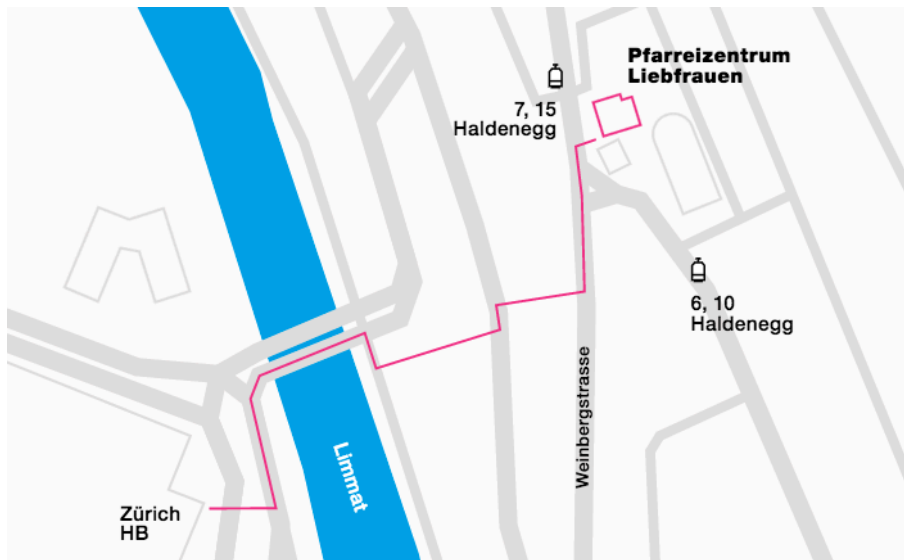 Pfarreizentrum
Liebfrauen
7, 15
Haldenegg
6, 10
Haldenegg
Weinbergstrasse
Limmat
Zürich
HB